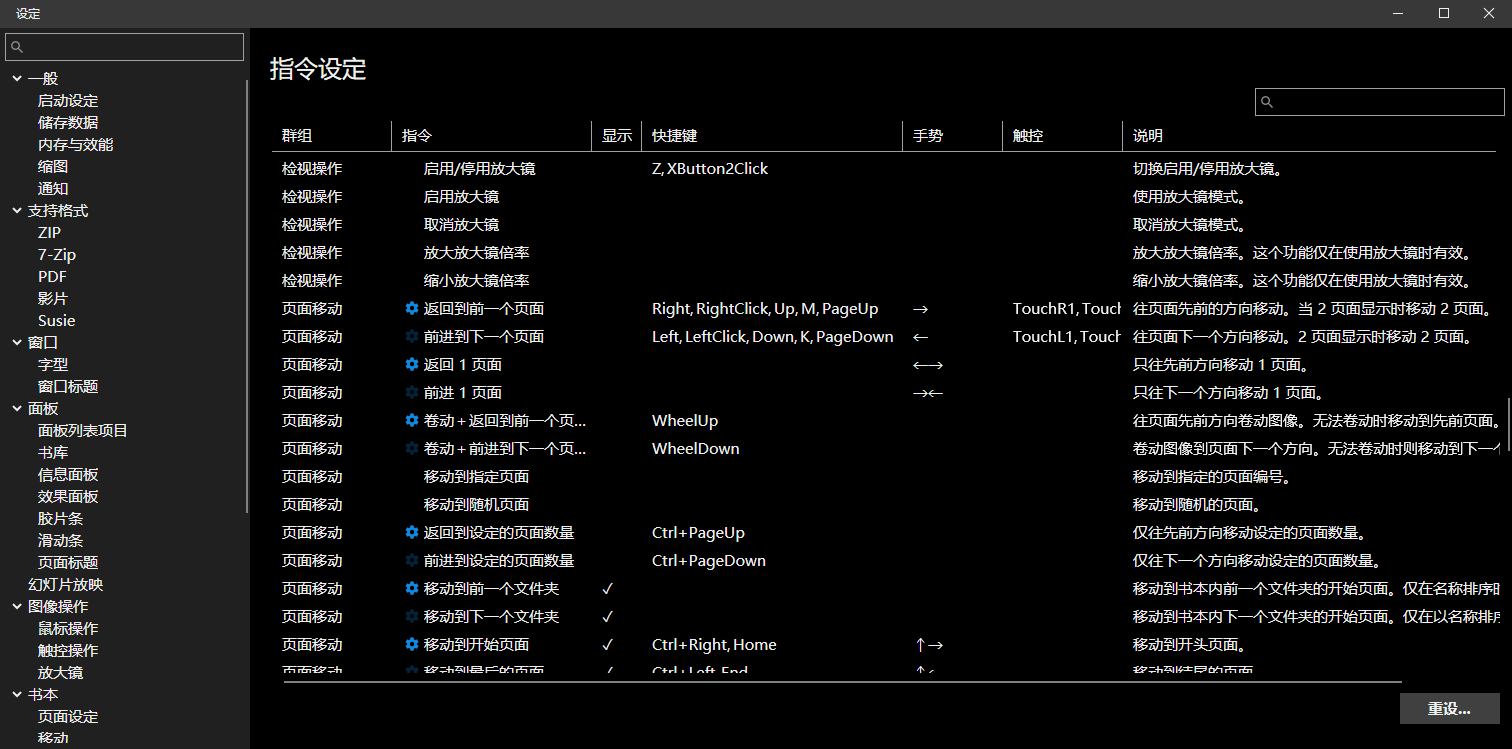 设定
一般
启动设定
储存数据
内存与效能
缩图
通知
支持格式
ZIP
7-Zip
PDF
影片
Susie
窗口
字型
窗口标题
面板
面板列表项目
书库
信息面板
效果面板
胶片条
滑动条
页面标题
幻灯片放映
图像操作
鼠标操作
触控操作
放大镜
书本
页面设定
移动
指令设定
群组 指令 显示 快捷键 手势 触控 说明
检视操作 启用/停用放大镜 Z, XButton2Click 切换启用/停用放大镜。
检视操作 启用放大镜 使用放大镜模式。
检视操作 取消放大镜 取消放大镜模式。
检视操作 放大放大镜倍率 放大放大镜倍率。这个功能仅在使用放大镜时有效。
检视操作 缩小放大镜倍率 缩小放大镜倍率。这个功能仅在使用放大镜时有效。
页面移动 返回到前一个页面 Right, RightClick, Up, M, PageUp → TouchR1, Touch 往页面先前的方向移动。当 2 页面显示时移动 2 页面。
页面移动 前进到下一个页面 Left, LeftClick, Down, K, PageDown ← TouchL1, Touch 往页面下一个方向移动。2 页面显示时移动 2 页面。
页面移动 返回 1 页面 ←→ 只往先前方向移动 1 页面。
页面移动 前进 1 页面 →← 只往下一个方向移动 1 页面。
页面移动 卷动 + 返回到前一个页... WheelUp 往页面先前方向卷动图像。无法卷动时移动到先前页面。
页面移动 卷动 + 前进到下一个页... WheelDown 卷动图像到页面下一个方向。无法卷动时则移动到下一个
页面移动 移动到指定页面 移动到指定的页面编号。
页面移动 移动到随机页面 移动到随机的页面。
页面移动 返回到设定的页面数量 Ctrl+PageUp 仅往先前方向移动设定的页面数量。
页面移动 前进到设定的页面数量 Ctrl+PageDown 仅往下一个方向移动设定的页面数量。
页面移动 移动到前一个文件夹 ✓ 移动到书本内前一个文件夹的开始页面。仅在名称排序时
页面移动 移动到下一个文件夹 ✓ 移动到书本内下一个文件夹的开始页面。仅在以名称排序
页面移动 移动到开始页面 ✓ Ctrl+Right, Home ↑→ 移动到开头页面。
页面移动 移动到最后的页面 ✓ Ctrl+Left, End ↑← 移动到结尾的页面
重设...